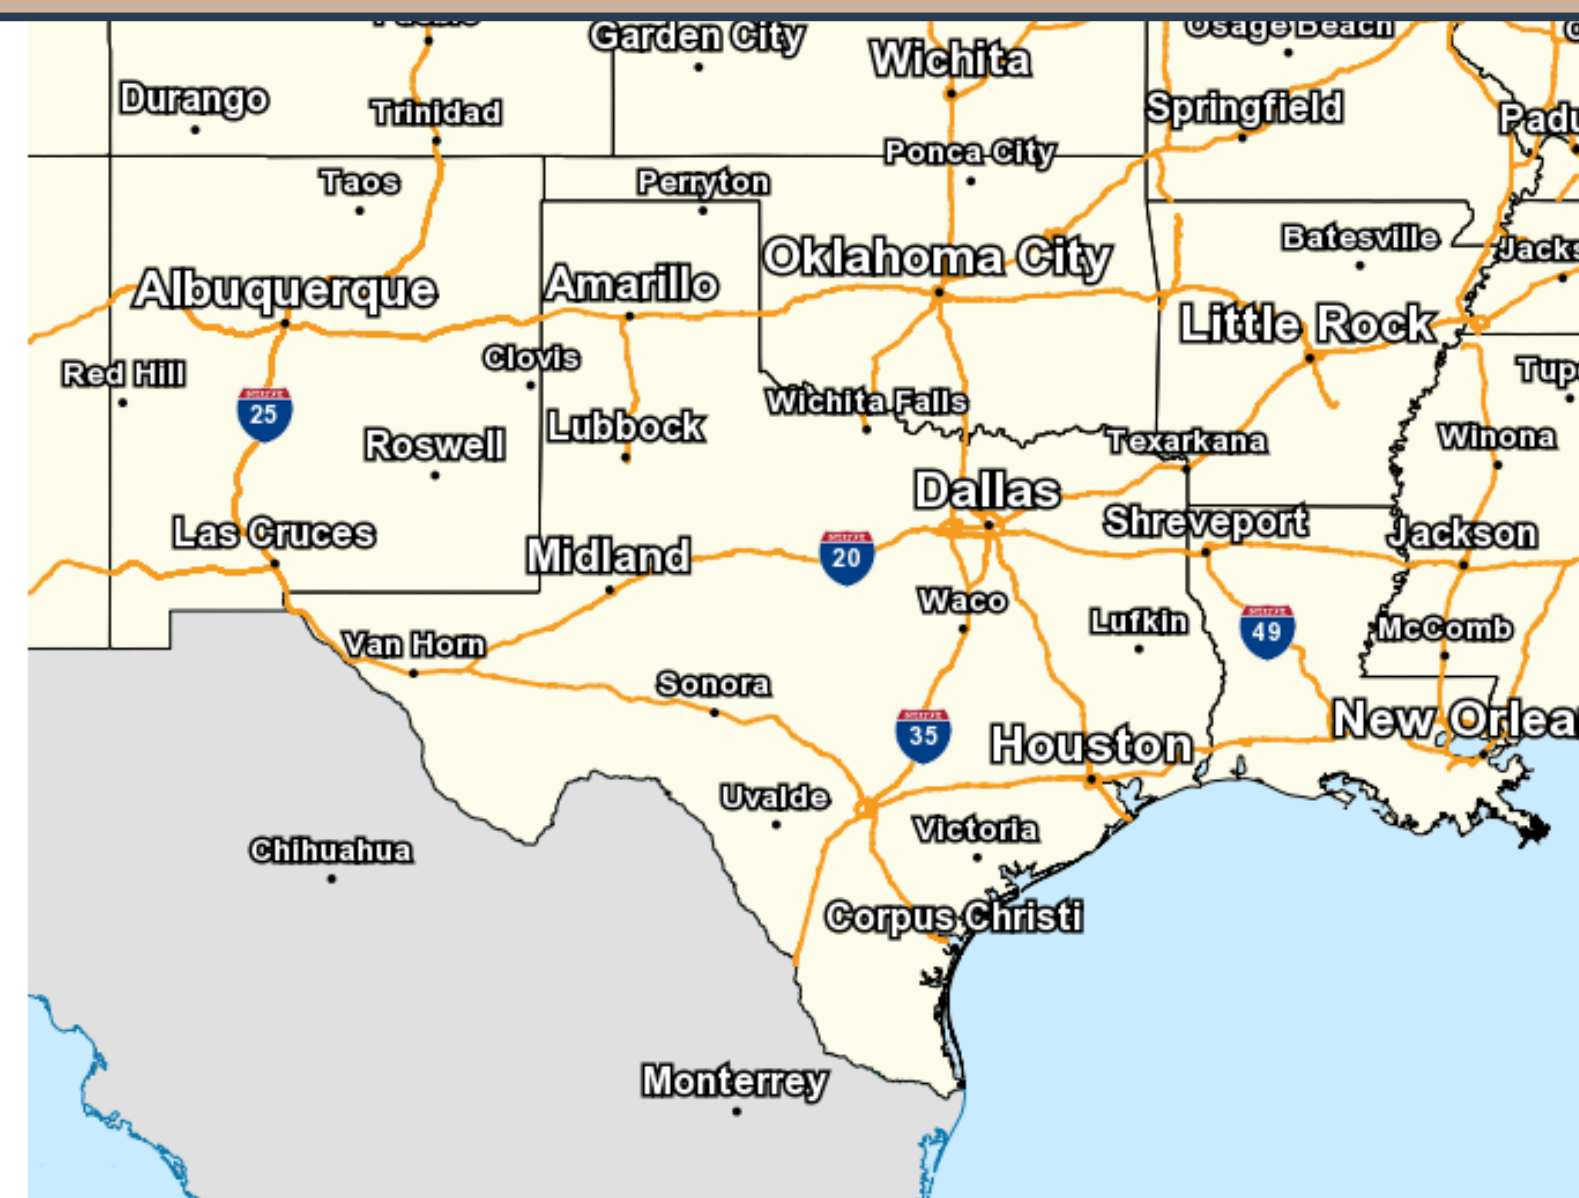 Pueblo
Garden City
Wichita
Osage Beach
Durango
Trinidad
Springfield
Padu
Ponca City
Taos
Perryton
Batesville
Jacks
Oklahoma City
Albuquerque
Amarillo
Little Rock
Clovis
Red Hill
Tup
25
Wichita Falls
Lubbock
Roswell
Texarkana
Winona
Dallas
Shreveport
Las Cruces
Jackson
Midland
20
Waco
Lufkin
49
McComb
Van Horn
Sonora
New Orlea
35
Houston
Uvalde
Victoria
Chihuahua
Corpus Christi
Monterrey